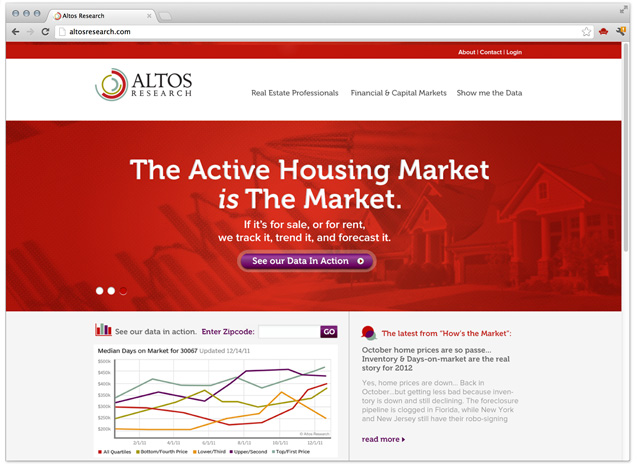 Altos Research
altosresearch.com
About | Contact | Login
ALTOS
RESEARCH
Real Estate Professionals Financial & Capital Markets Show me the Data
The Active Housing Market
is The Market.
If it's for sale, or for rent,
we track it, trend it, and forecast it.
See our Data In Action
See our data in action. Enter Zipcode: GO
Median Days on Market for 30067 Updated 12/14/11
$500k
$450k
$400k
$350k
$300k
$250k
$200k
© Altos Research
2/1/11 4/1/11 6/1/11 8/1/11 10/1/11 12/1/11
All Quartiles Bottom/Fourth Price Lower/Third Upper/Second Top/First Price
The latest from "How's the Market":
October home prices are so passe...
Inventory & Days-on-market are the real
story for 2012
Yes, home prices are down... Back in
October...but getting less bad because inven-
tory is down and still declining. The foreclosure
pipeline is clogged in Florida, while New York
and New Jersey still have their robo-signing
read more